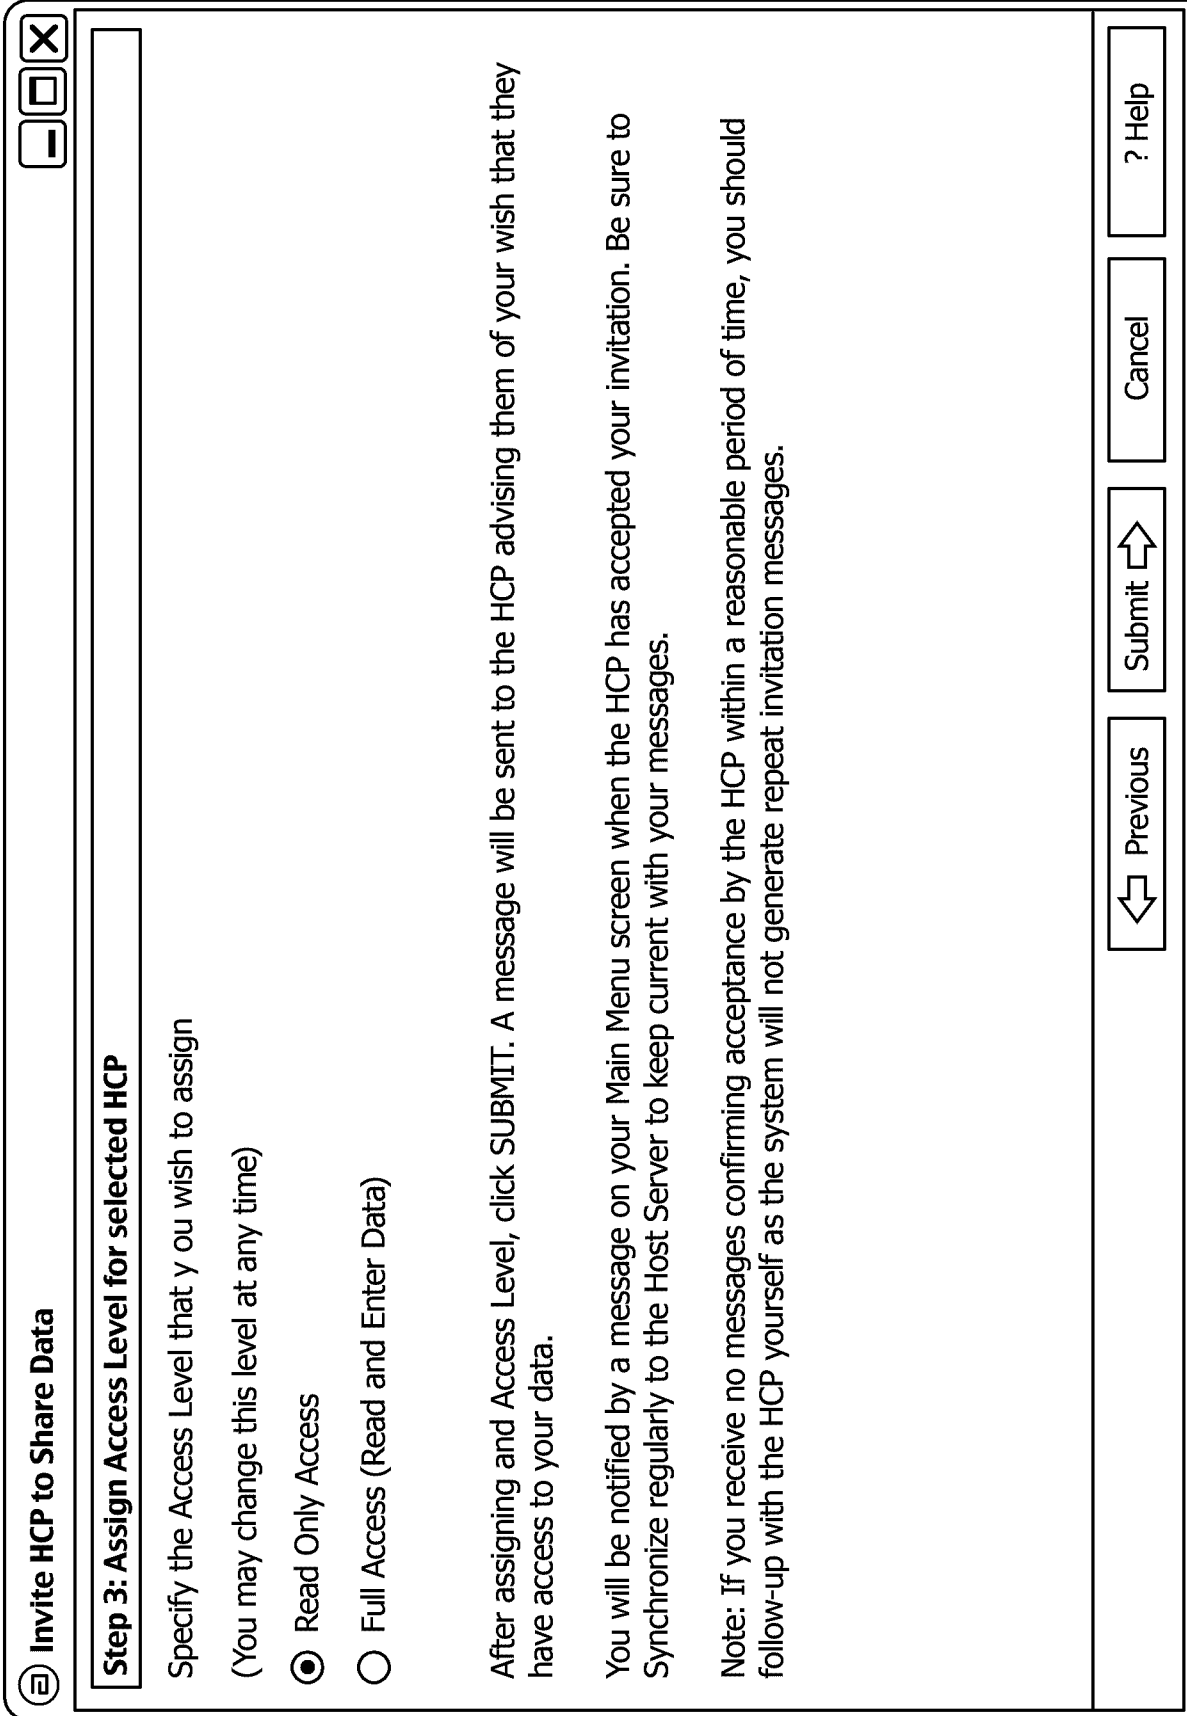 Invite HCP to Share Data
Step 3: Assign Access Level for selected HCP
Specify the Access Level that y ou wish to assign
(You may change this level at any time)
Read Only Access
Full Access (Read and Enter Data)
After assigning and Access Level, click SUBMIT. A message will be sent to the HCP advising them of your wish that they
have access to your data.
You will be notified by a message on your Main Menu screen when the HCP has accepted your invitation. Be sure to
Synchronize regularly to the Host Server to keep current with your messages.
Note: If you receive no messages confirming acceptance by the HCP within a reasonable period of time, you should
follow-up with the HCP yourself as the system will not generate repeat invitation messages.
Previous
Submit
Cancel
? Help